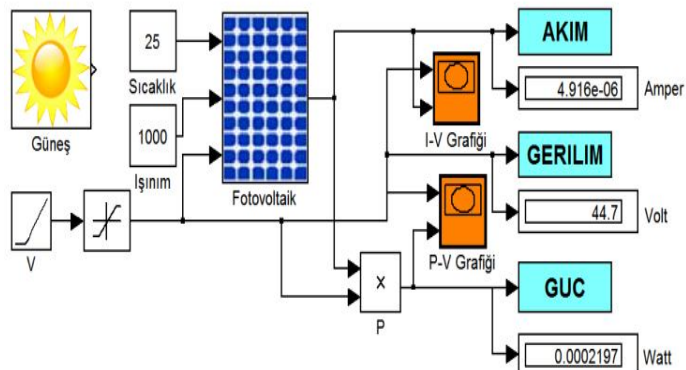 25
Sıcaklık
1000
Işınım
Güneş
V
Fotovoltaik
I-V Grafiği
P-V Grafiği
x
P
AKIM
4.916e-06
Amper
GERILIM
44.7
Volt
GUC
0.0002197
Watt